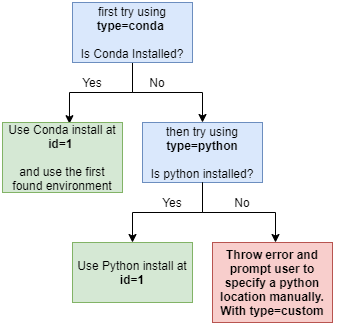 first try using
type=conda
Is Conda Installed?
Yes
No
Use Conda install at
id=1
and use the first
found environment
then try using
type=python
Is python installed?
Yes
No
Use Python install at
id=1
Throw error and
prompt user to
specify a python
location manually.
With type=custom